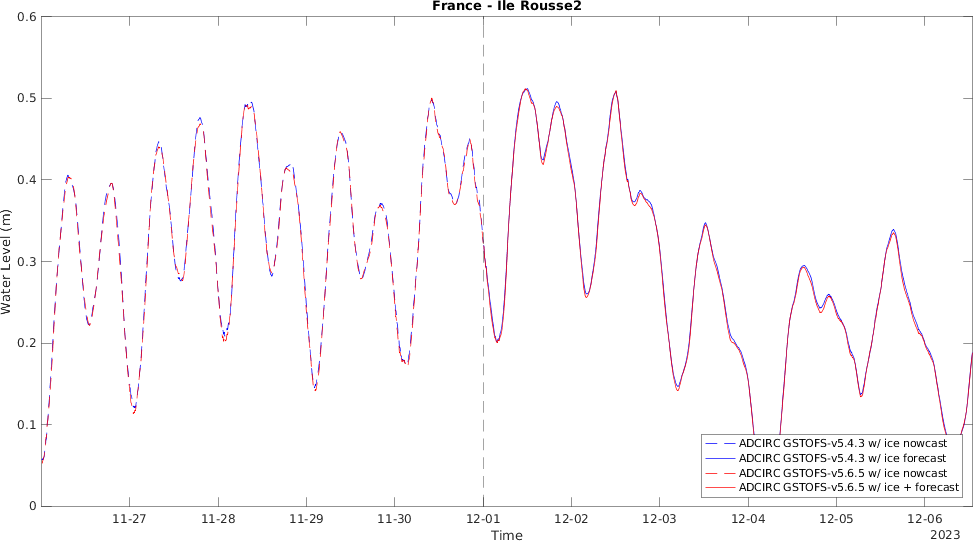 France - Ile Rousse2
Water Level (m)
0.6
0.5
0.4
0.3
0.2
0.1
0
ADCIRC GSTOFS-v5.4.3 w/ ice nowcast
ADCIRC GSTOFS-v5.4.3 w/ ice forecast
ADCIRC GSTOFS-v5.6.5 w/ ice nowcast
ADCIRC GSTOFS-v5.6.5 w/ ice + forecast
11-27 11-28 11-29 11-30 12-01 12-02 12-03 12-04 12-05 12-06
2023
Time